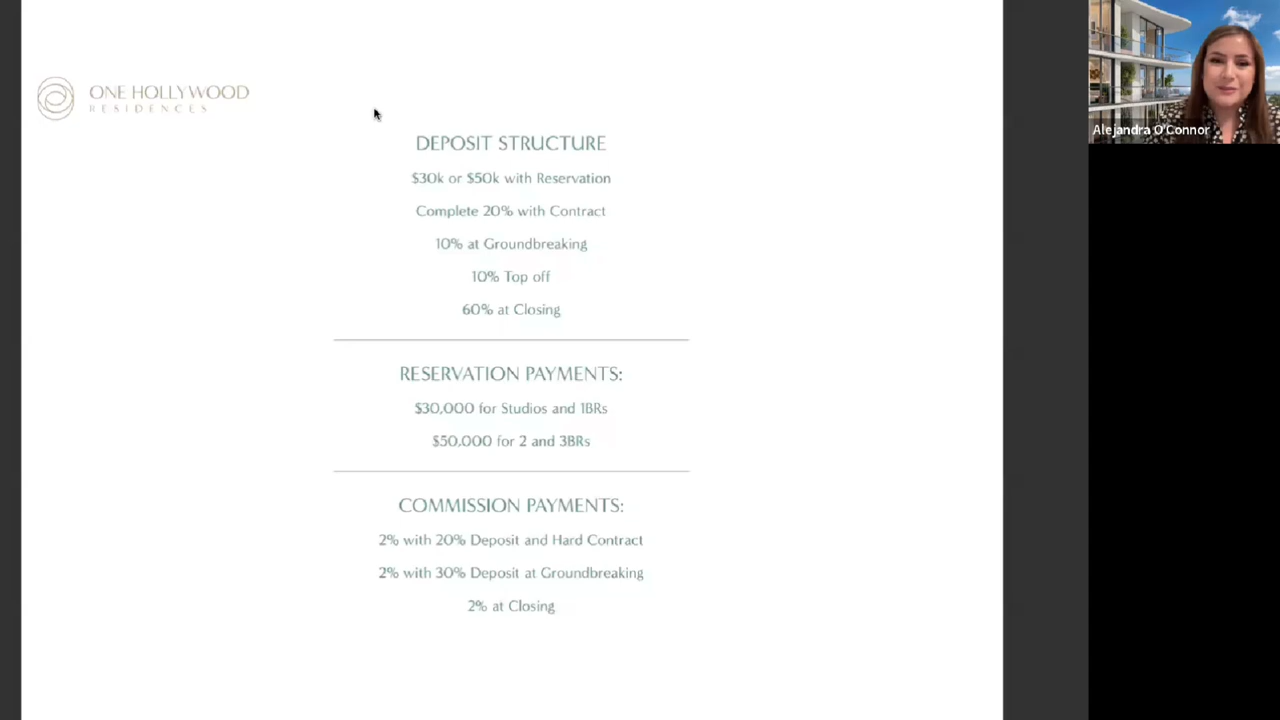 ONE HOLLYWOOD
RESIDENCES
DEPOSIT STRUCTURE
$30k or $50k with Reservation
Complete 20% with Contract
10% at Groundbreaking
10% Top off
60% at Closing
RESERVATION PAYMENTS:
$30,000 for Studios and 1BRs
$50,000 for 2 and 3BRs
COMMISSION PAYMENTS:
2% with 20% Deposit and Hard Contract
2% with 30% Deposit at Groundbreaking
2% at Closing
Alejandra O'Connor